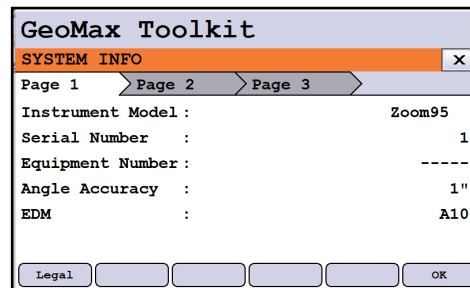 GeoMax Toolkit
SYSTEM INFO X
Page 1 Page 2 Page 3
Instrument Model : Zoom95
Serial Number : 1
Equipment Number : -----
Angle Accuracy : 1"
EDM : A10
Legal OK